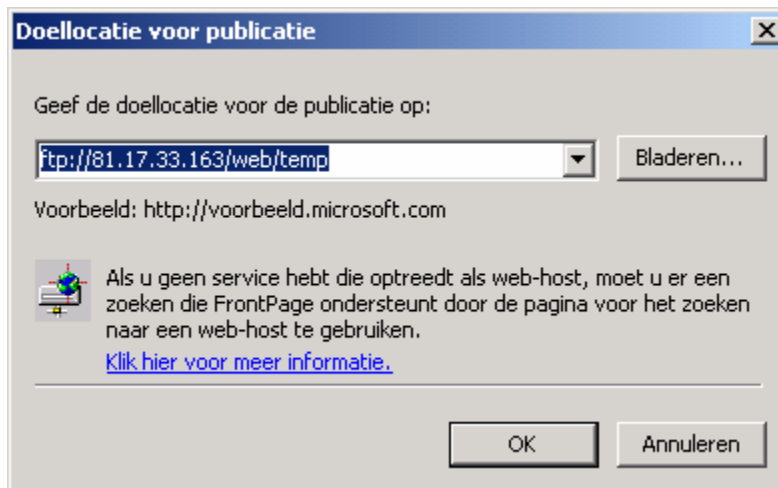 Doellocatie voor publicatie
Geef de doellocatie voor de publicatie op:
ftp://81.17.33.163/web/temp
Bladeren...
Voorbeeld: http://voorbeeld.microsoft.com
Als u geen service hebt die optreedt als web-host, moet u er een
zoeken die FrontPage ondersteunt door de pagina voor het zoeken
naar een web-host te gebruiken.
Klik hier voor meer informatie.
OK
Annuleren